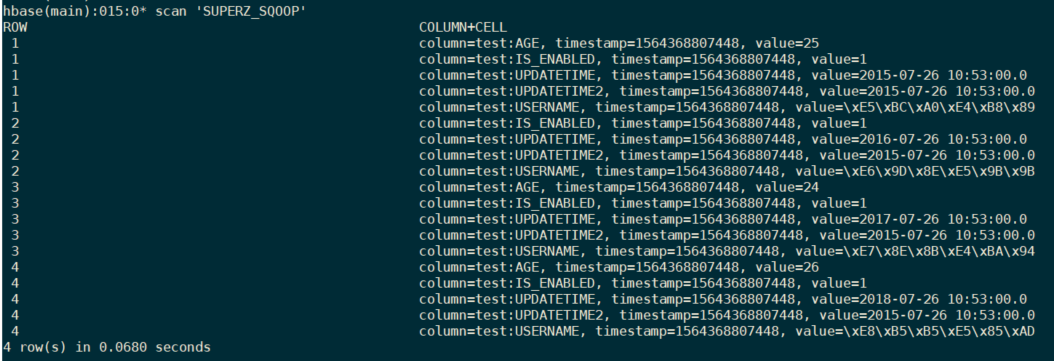 hbase(main):015:0* scan 'SUPERZ_SQOOP'
ROW COLUMN+CELL
1 column=test:AGE, timestamp=1564368807448, value=25
1 column=test:IS_ENABLED, timestamp=1564368807448, value=1
1 column=test:UPDATETIME, timestamp=1564368807448, value=2015-07-26 10:53:00.0
1 column=test:UPDATETIME2, timestamp=1564368807448, value=2015-07-26 10:53:00.0
1 column=test:USERNAME, timestamp=1564368807448, value=\xE5\xBC\xA0\xE4\xB8\x89
2 column=test:IS_ENABLED, timestamp=1564368807448, value=1
2 column=test:UPDATETIME, timestamp=1564368807448, value=2016-07-26 10:53:00.0
2 column=test:UPDATETIME2, timestamp=1564368807448, value=2015-07-26 10:53:00.0
2 column=test:USERNAME, timestamp=1564368807448, value=\xE6\x9D\x8E\xE5\x9B\x9B
3 column=test:AGE, timestamp=1564368807448, value=24
3 column=test:IS_ENABLED, timestamp=1564368807448, value=1
3 column=test:UPDATETIME, timestamp=1564368807448, value=2017-07-26 10:53:00.0
3 column=test:UPDATETIME2, timestamp=1564368807448, value=2015-07-26 10:53:00.0
3 column=test:USERNAME, timestamp=1564368807448, value=\xE7\x8E\x8B\xE4\xBA\x94
4 column=test:AGE, timestamp=1564368807448, value=26
4 column=test:IS_ENABLED, timestamp=1564368807448, value=1
4 column=test:UPDATETIME, timestamp=1564368807448, value=2018-07-26 10:53:00.0
4 column=test:UPDATETIME2, timestamp=1564368807448, value=2015-07-26 10:53:00.0
4 column=test:USERNAME, timestamp=1564368807448, value=\xE8\xB5\xB5\xE5\x85\xAD
4 row(s) in 0.0680 seconds